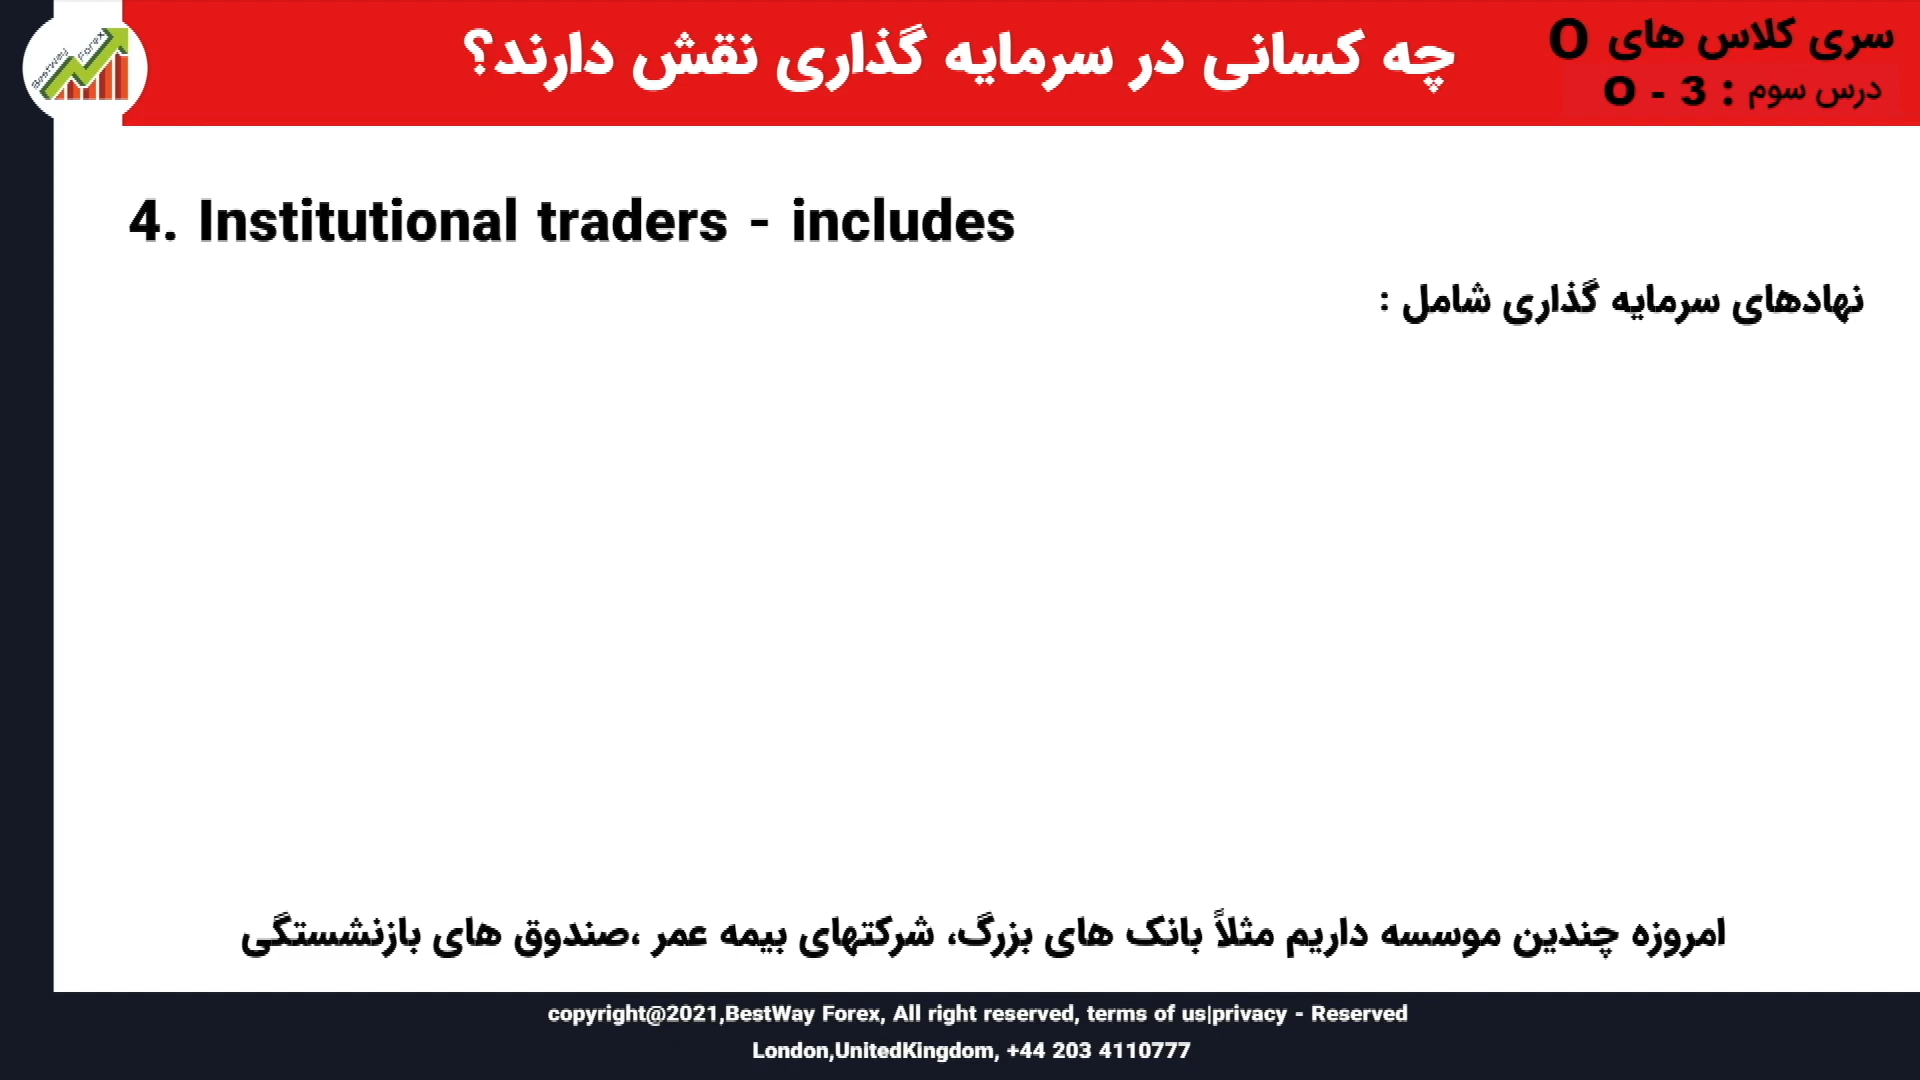 BestWay Forex
چه کسانی در سرمایه گذاری نقش دارند؟
سری کلاس های O
درس سوم : O - 3
4. Institutional traders - includes
نهادهای سرمایه گذاری شامل :
امروزه چندین موسسه داریم مثلاً بانک های بزرگ، شرکتهای بیمه عمر ،صندوق های بازنشستگی
copyright@2021,BestWay Forex, All right reserved, terms of us|privacy - Reserved
London,UnitedKingdom, +44 203 4110777